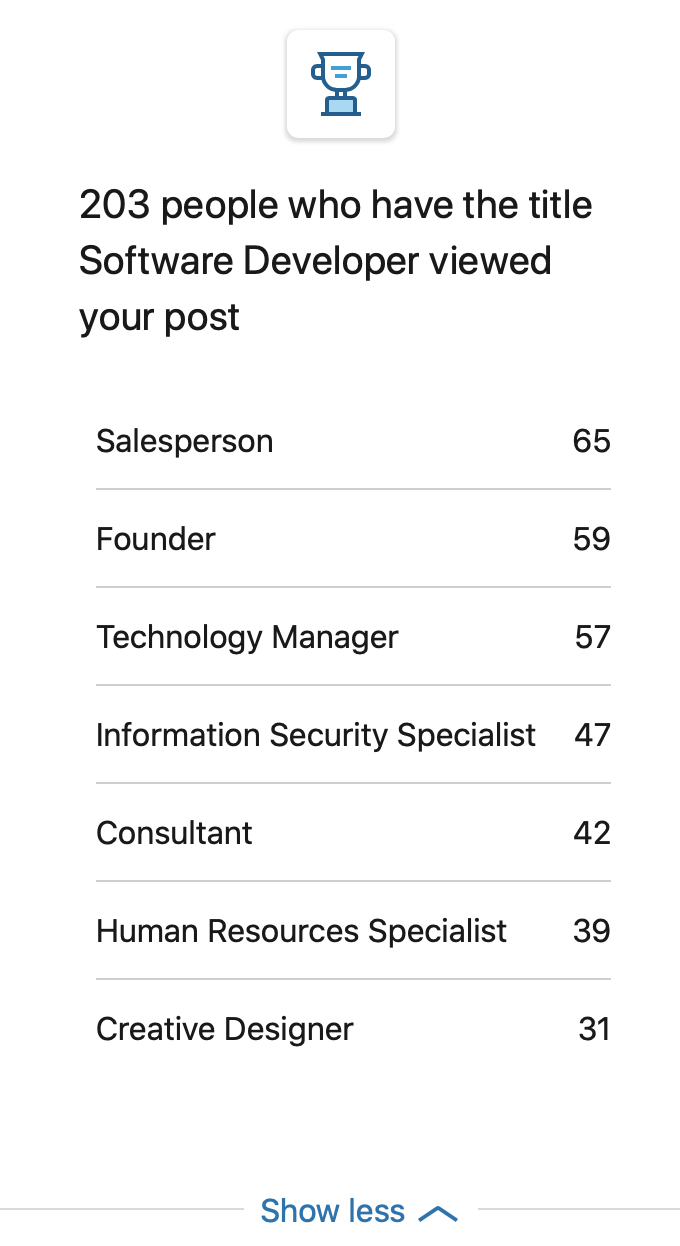 203 people who have the title
Software Developer viewed
your post
Salesperson 65
Founder 59
Technology Manager 57
Information Security Specialist 47
Consultant 42
Human Resources Specialist 39
Creative Designer 31
Show less